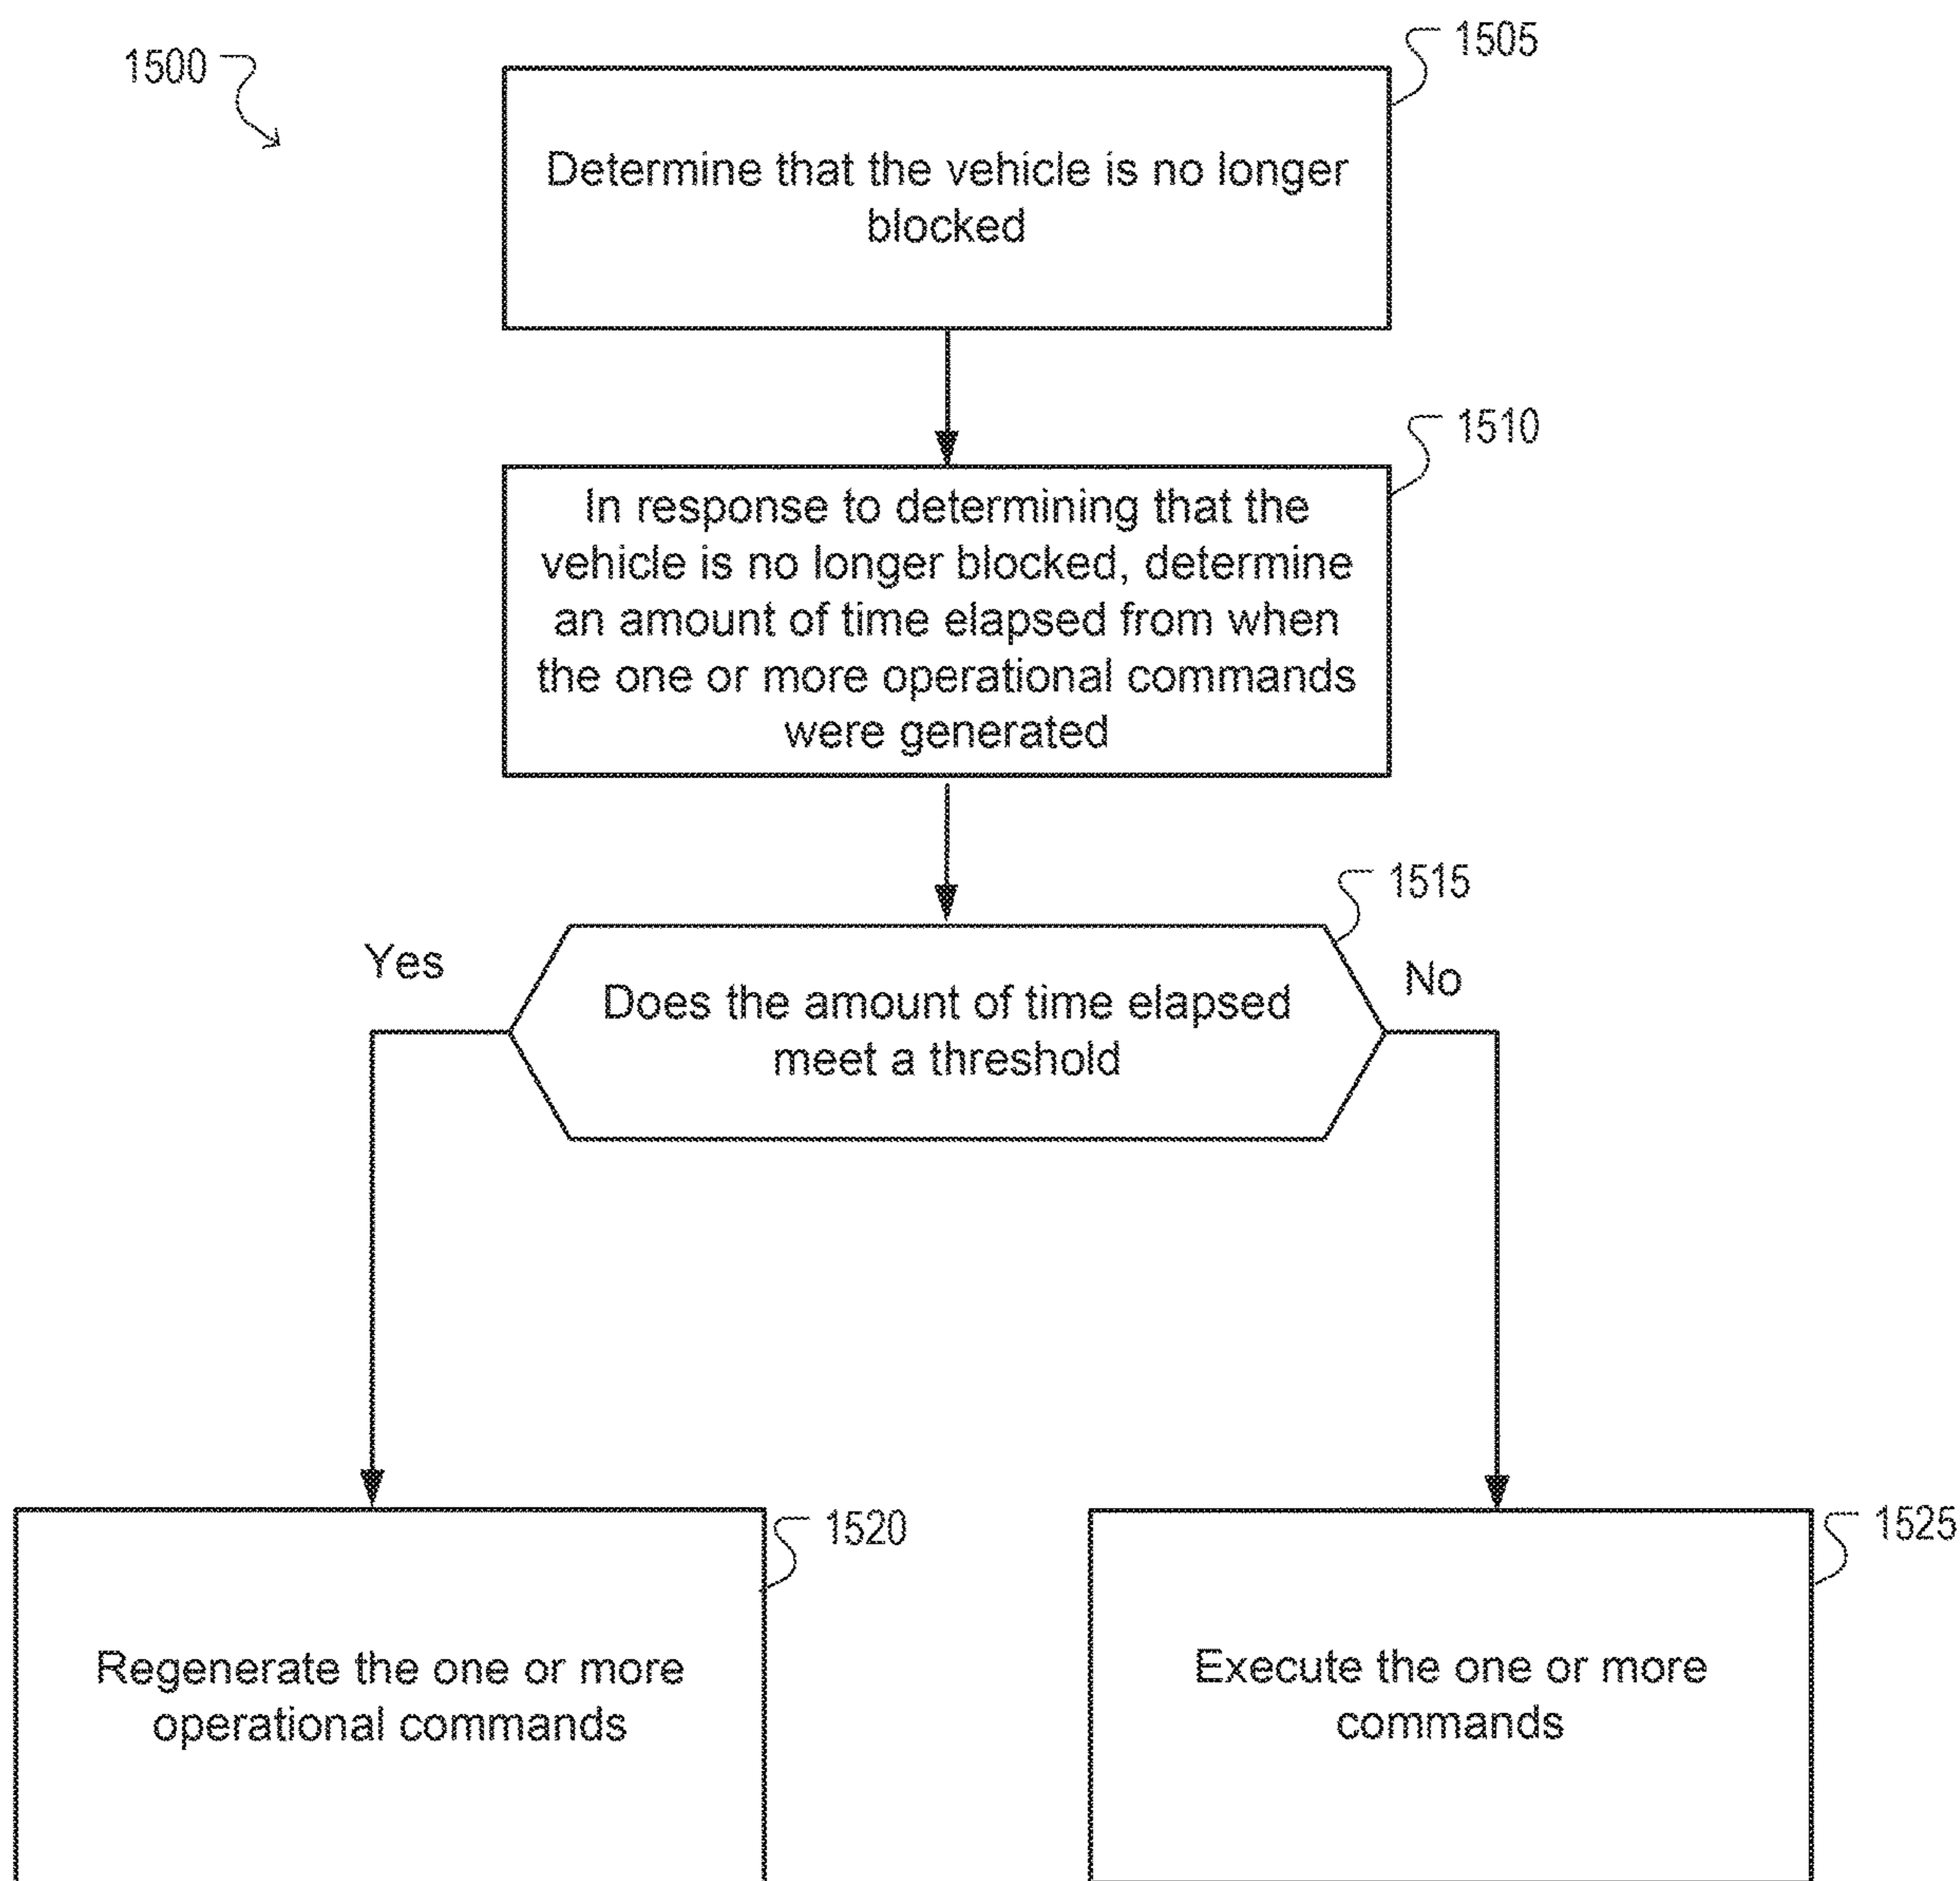 1500
1505
Determine that the vehicle is no longer
blocked
1510
In response to determining that the
vehicle is no longer blocked, determine
an amount of time elapsed from when
the one or more operational commands
were generated
1515
Yes
No
Does the amount of time elapsed
meet a threshold
1520
1525
Regenerate the one or more
operational commands
Execute the one or more
commands